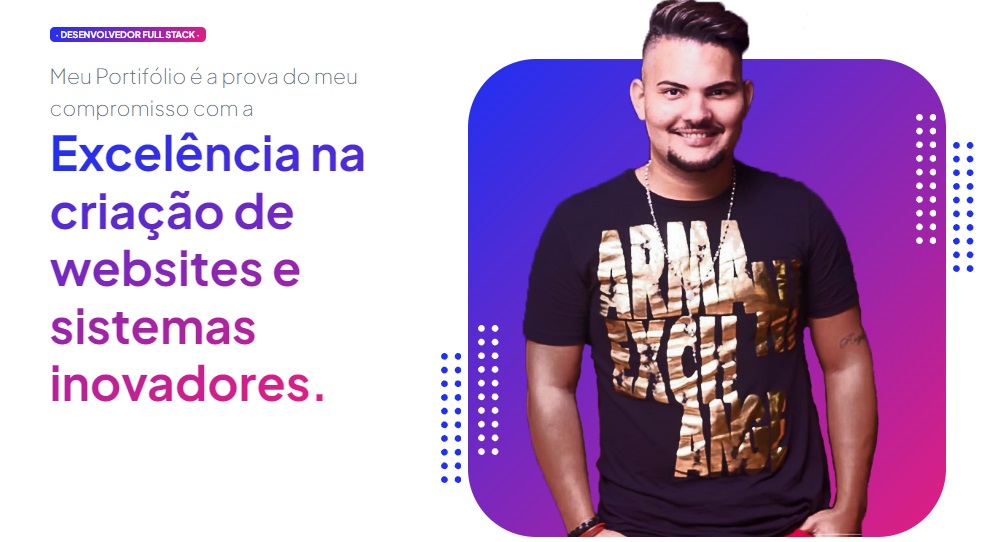 · DESENVOLVEDOR FULL STACK ·
Meu Portifólio é a prova do meu
compromisso com a
Excelência na
criação de
websites e
sistemas
inovadores.
ARMA
EXCH
ANGE